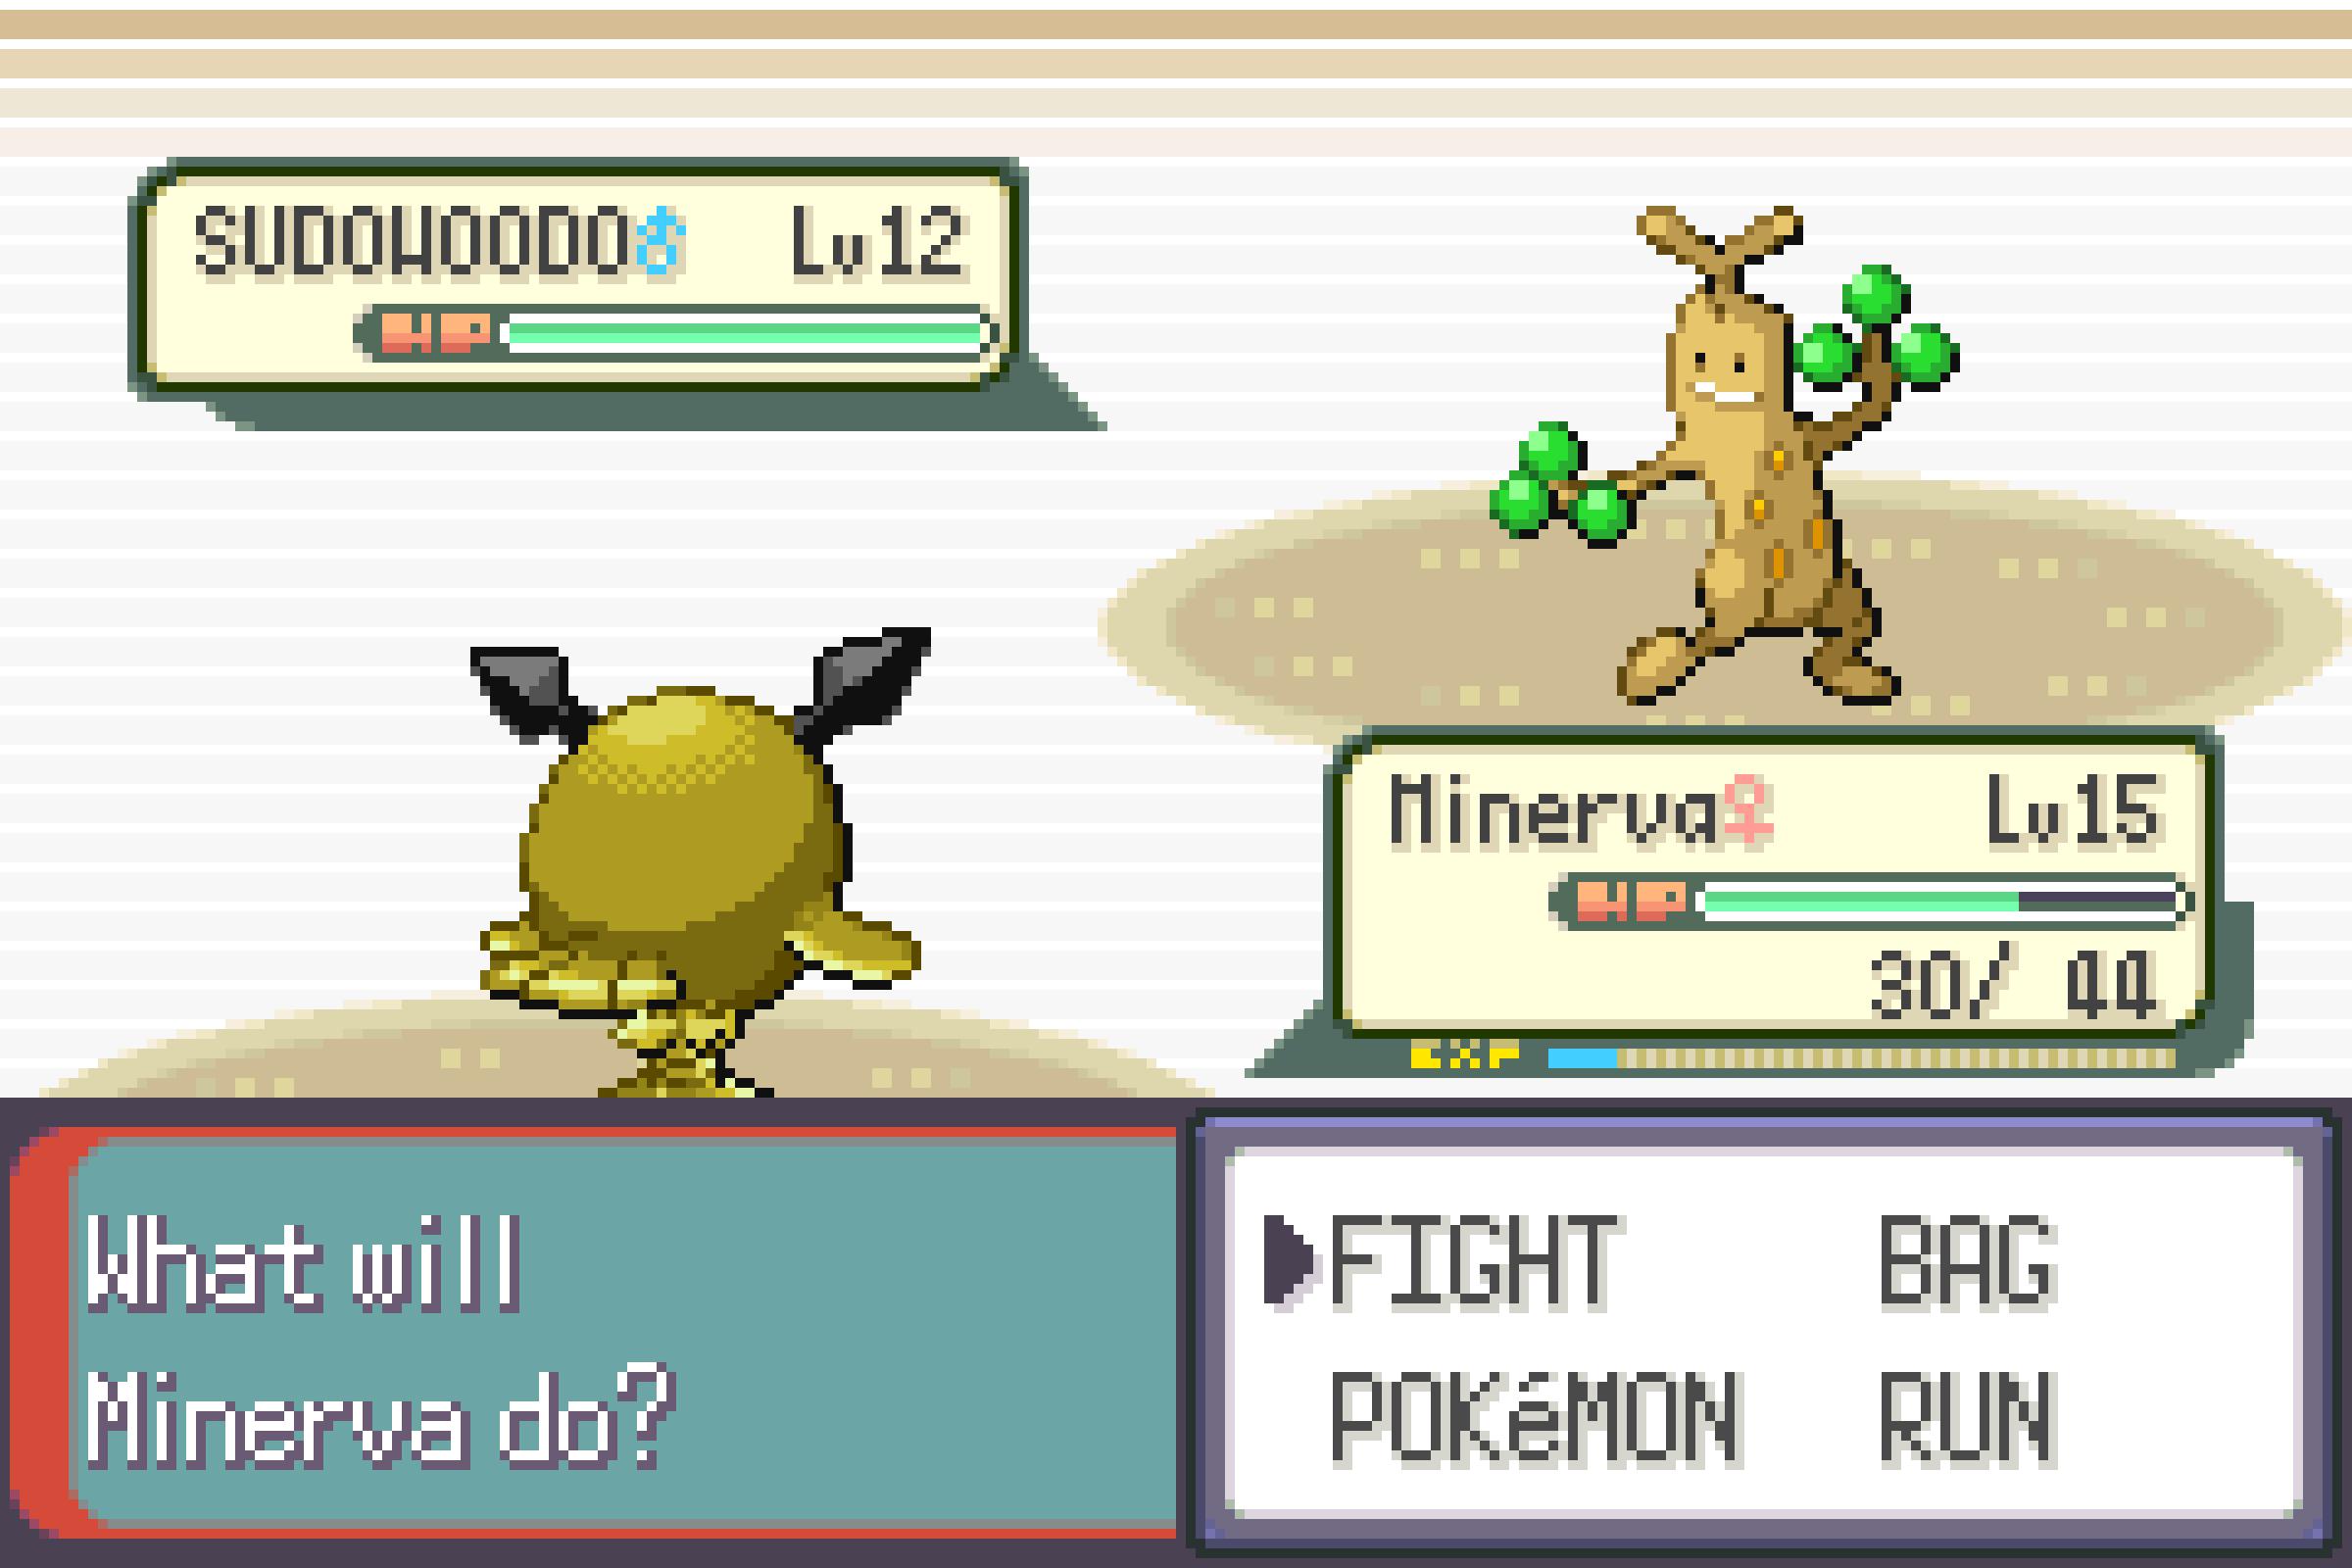 SUDOWOODO♂ Lv12
HP
Minerva♀ Lv15
HP
30/ 44
EXP
What will
Minerva do?
FIGHT BAG
POKéMON RUN